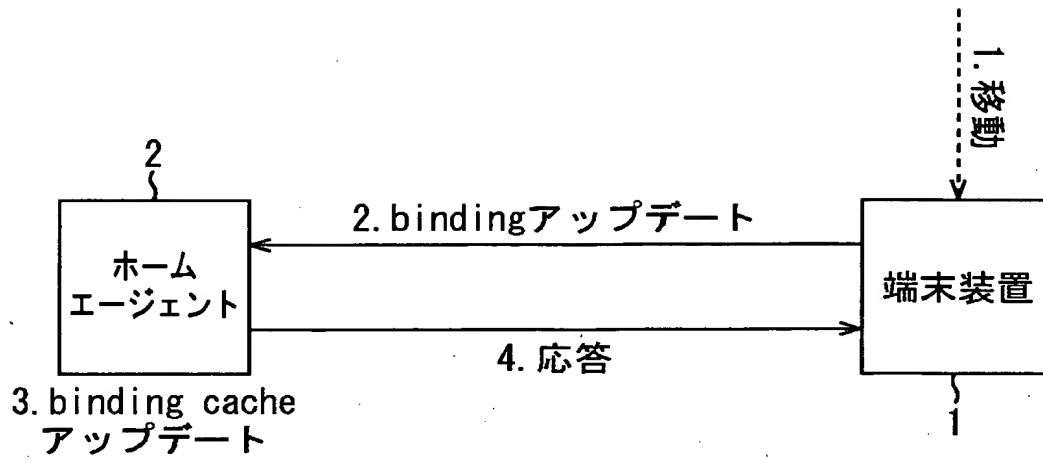 1.移動
2
2.bindingアップデート
ホーム
エージェント
端末装置
4.応答
3.binding cache
アップデート
1